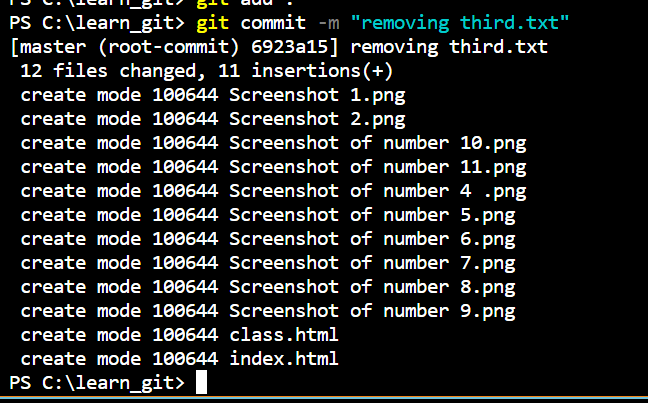 PS C:\learn_git> git add .
PS C:\learn_git> git commit -m "removing third.txt"
[master (root-commit) 6923a15] removing third.txt
 12 files changed, 11 insertions(+)
 create mode 100644 Screenshot 1.png
 create mode 100644 Screenshot 2.png
 create mode 100644 Screenshot of number 10.png
 create mode 100644 Screenshot of number 11.png
 create mode 100644 Screenshot of number 4 .png
 create mode 100644 Screenshot of number 5.png
 create mode 100644 Screenshot of number 6.png
 create mode 100644 Screenshot of number 7.png
 create mode 100644 Screenshot of number 8.png
 create mode 100644 Screenshot of number 9.png
 create mode 100644 class.html
 create mode 100644 index.html
PS C:\learn_git>